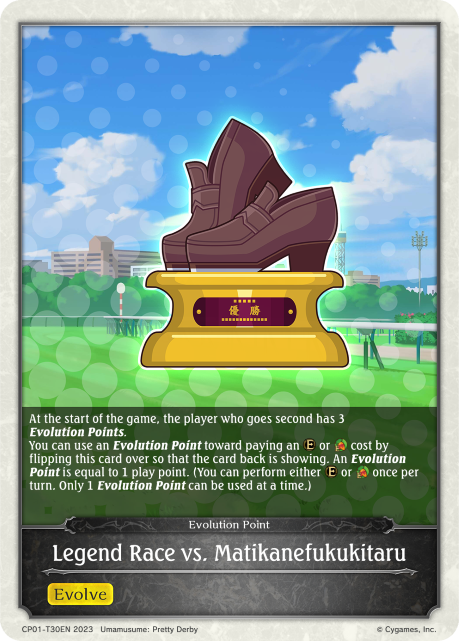 優勝
At the start of the game, the player who goes second has 3
Evolution Points.
You can use an Evolution Point toward paying an E or cost by
flipping this card over so that the card back is showing. An Evolution
Point is equal to 1 play point. (You can perform either E or once per
turn. Only 1 Evolution Point can be used at a time.)
Evolution Point
Legend Race vs. Matikanefukukitaru
Evolve
CP01-T30EN 2023 Umamusume: Pretty Derby © Cygames, Inc.